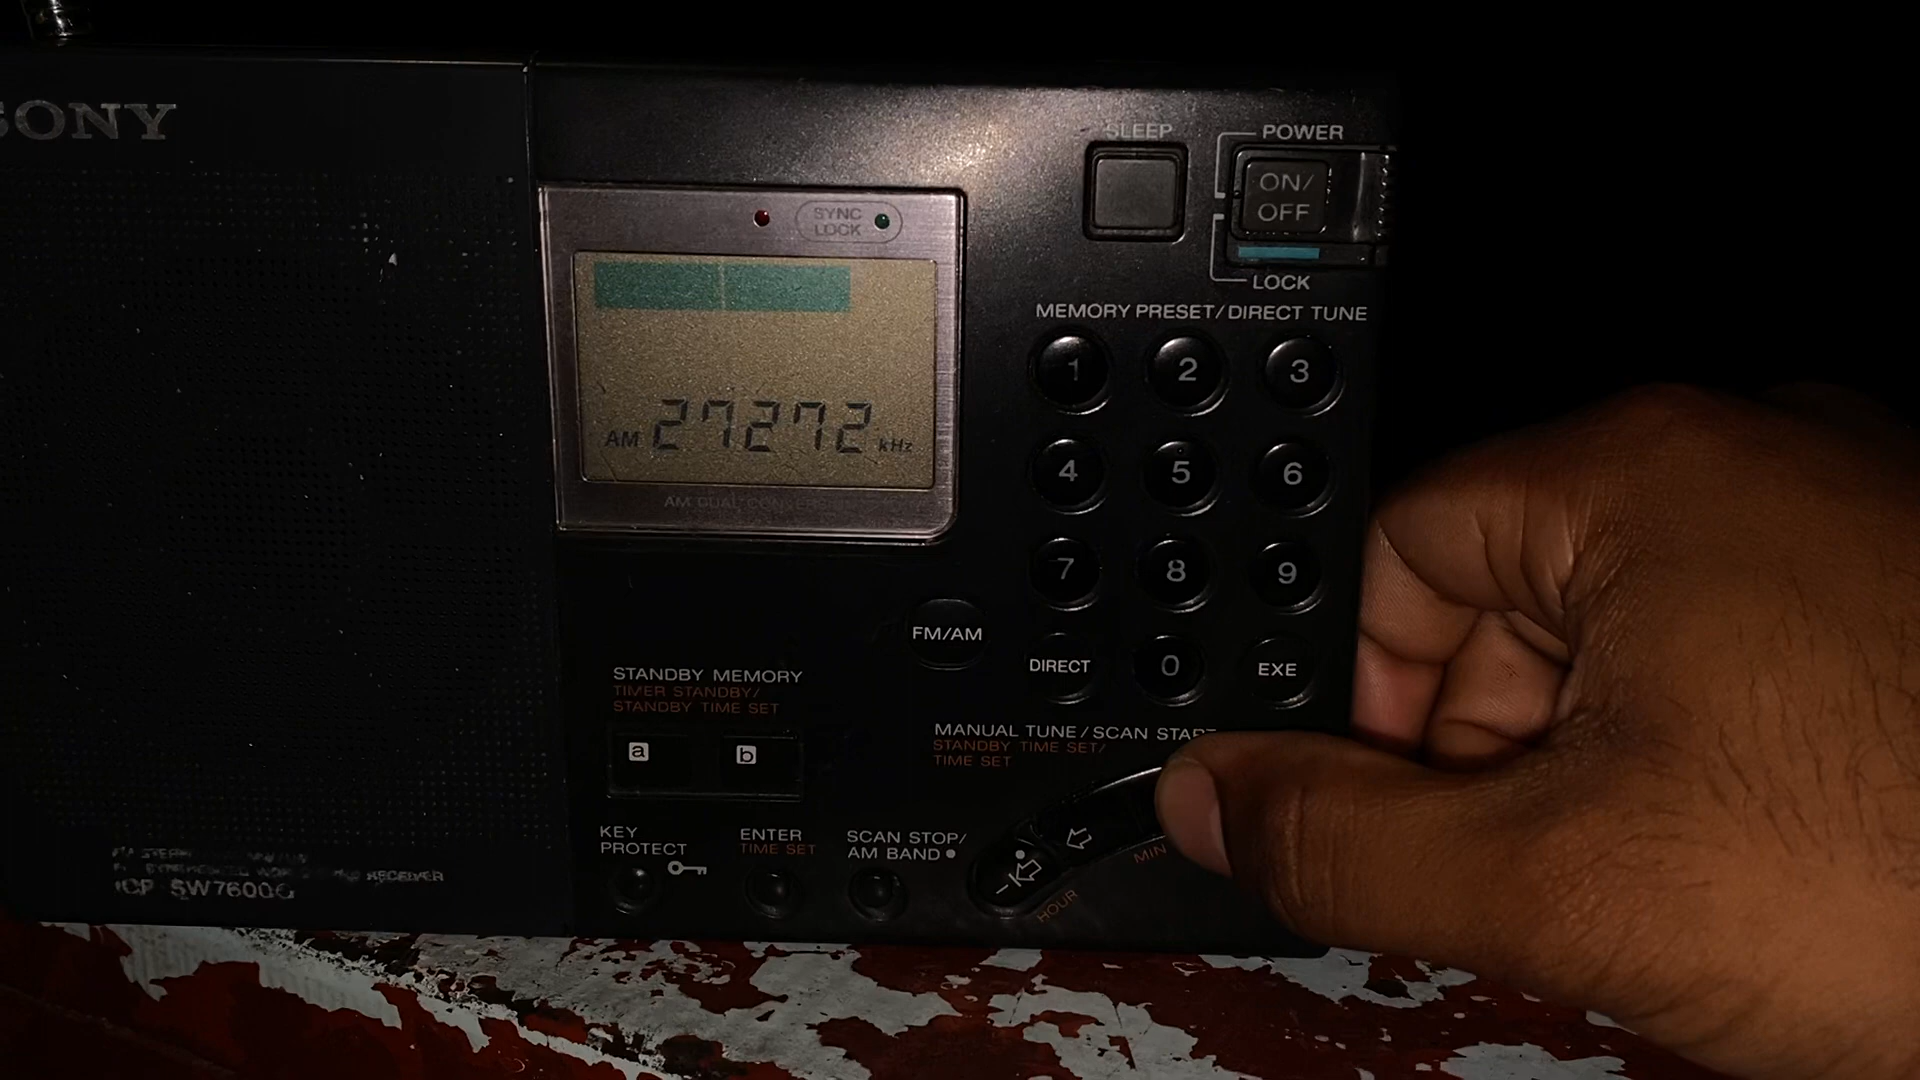 SONY
SLEEP
POWER
ON/
OFF
LOCK
SYNC
LOCK
AM 27272 kHz
AM DUAL
MEMORY PRESET/DIRECT TUNE
1 2 3
4 5 6
7 8 9
FM/AM
DIRECT 0 EXE
STANDBY MEMORY
TIMER STANDBY/
STANDBY TIME SET
a b
MANUAL TUNE/SCAN START
STANDBY TIME SET/
TIME SET
KEY
PROTECT
ENTER
TIME SET
SCAN STOP/
AM BAND ●
MIN
HOUR
RECEIVER
ICF SW7600G